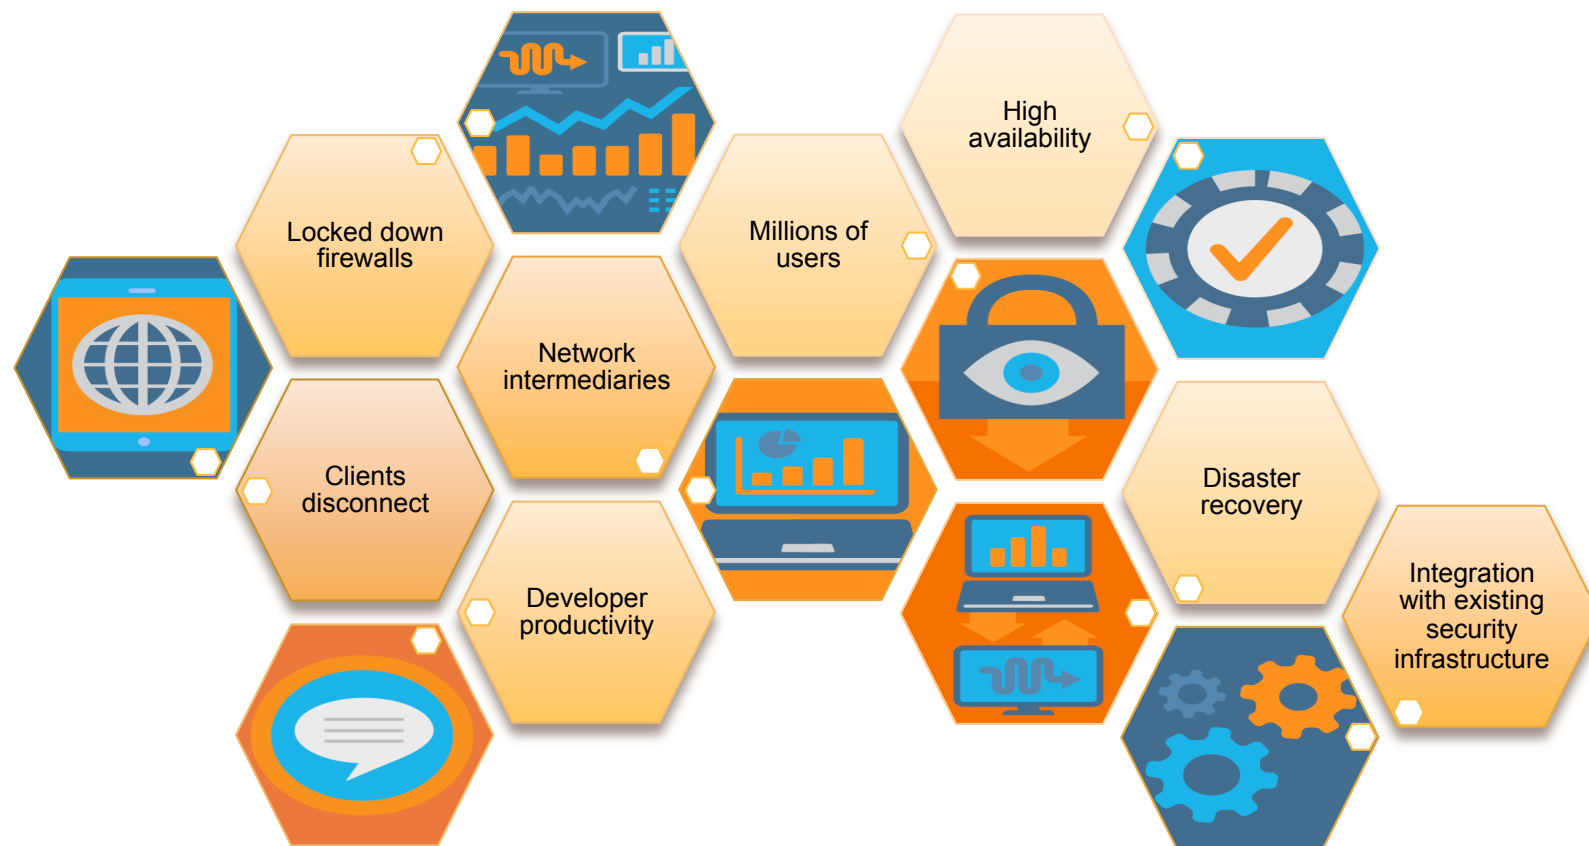 High
availability
Locked down
firewalls
Millions of
users
Network
intermediaries
Clients
disconnect
Disaster
recovery
Developer
productivity
Integration
with existing
security
infrastructure